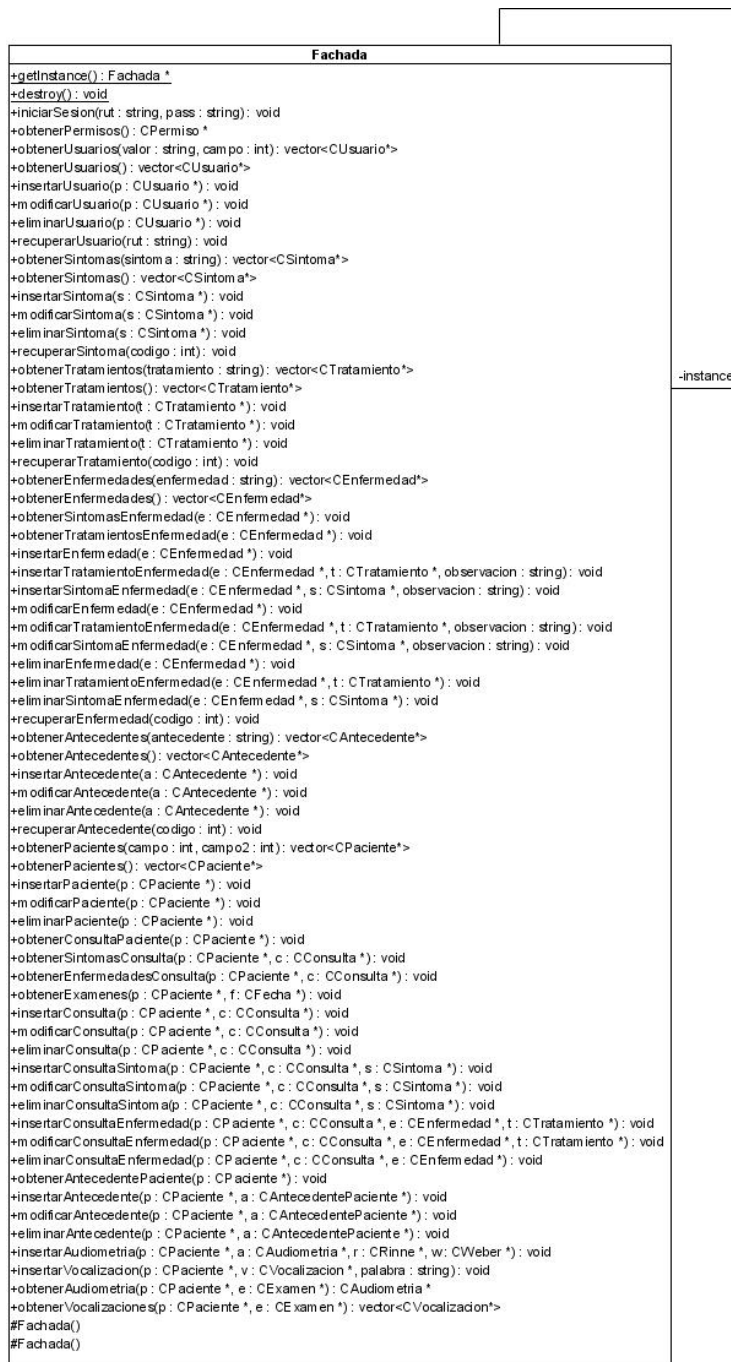 Fachada
+getInstance() : Fachada *
+destroy() : void
+iniciarSesion(rut : string, pass : string) : void
+obtenerPermisos() : CPermiso *
+obtenerUsuarios(valor : string, campo : int) : vector<CUsuario*>
+obtenerUsuarios() : vector<CUsuario*>
+insertarUsuario(p : CUsuario *) : void
+modificarUsuario(p : CUsuario *) : void
+eliminarUsuario(p : CUsuario *) : void
+recuperarUsuario(rut : string) : void
+obtenerSintomas(sintoma : string) : vector<CSintoma*>
+obtenerSintomas() : vector<CSintoma*>
+insertarSintoma(s : CSintoma *) : void
+modificarSintoma(s : CSintoma *) : void
+eliminarSintoma(s : CSintoma *) : void
+recuperarSintoma(codigo : int) : void
+obtenerTratamientos(tratamiento : string) : vector<CTratamiento*>
+obtenerTratamientos() : vector<CTratamiento*>
-instance
+insertarTratamiento(t : CTratamiento *) : void
+modificarTratamiento(t : CTratamiento *) : void
+eliminarTratamiento(t : CTratamiento *) : void
+recuperarTratamiento(codigo : int) : void
+obtenerEnfermedades(enfermedad : string) : vector<CEnfermedad*>
+obtenerEnfermedades() : vector<CEnfermedad*>
+obtenerSintomasEnfermedad(e : CEnfermedad *) : void
+obtenerTratamientosEnfermedad(e : CEnfermedad *) : void
+insertarEnfermedad(e : CEnfermedad *) : void
+insertarTratamientoEnfermedad(e : CEnfermedad *, t : CTratamiento *, observacion : string) : void
+insertarSintomaEnfermedad(e : CEnfermedad *, s : CSintoma *, observacion : string) : void
+modificarEnfermedad(e : CEnfermedad *) : void
+modificarTratamientoEnfermedad(e : CEnfermedad *, t : CTratamiento *, observacion : string) : void
+modificarSintomaEnfermedad(e : CEnfermedad *, s : CSintoma *, observacion : string) : void
+eliminarEnfermedad(e : CEnfermedad *) : void
+eliminarTratamientoEnfermedad(e : CEnfermedad *, t : CTratamiento *) : void
+eliminarSintomaEnfermedad(e : CEnfermedad *, s : CSintoma *) : void
+recuperarEnfermedad(codigo : int) : void
+obtenerAntecedentes(antecedente : string) : vector<CAntecedente*>
+obtenerAntecedentes() : vector<CAntecedente*>
+insertarAntecedente(a : CAntecedente *) : void
+modificarAntecedente(a : CAntecedente *) : void
+eliminarAntecedente(a : CAntecedente *) : void
+recuperarAntecedente(codigo : int) : void
+obtenerPacientes(campo : int, campo2 : int) : vector<CPaciente*>
+obtenerPacientes() : vector<CPaciente*>
+insertarPaciente(p : CPaciente *) : void
+modificarPaciente(p : CPaciente *) : void
+eliminarPaciente(p : CPaciente *) : void
+obtenerConsultaPaciente(p : CPaciente *) : void
+obtenerSintomasConsulta(p : CPaciente *, c : CConsulta *) : void
+obtenerEnfermedadesConsulta(p : CPaciente *, c : CConsulta *) : void
+obtenerExamenes(p : CPaciente *, f : CFecha *) : void
+insertarConsulta(p : CPaciente *, c : CConsulta *) : void
+modificarConsulta(p : CPaciente *, c : CConsulta *) : void
+eliminarConsulta(p : CPaciente *, c : CConsulta *) : void
+insertarConsultaSintoma(p : CPaciente *, c : CConsulta *, s : CSintoma *) : void
+modificarConsultaSintoma(p : CPaciente *, c : CConsulta *, s : CSintoma *) : void
+eliminarConsultaSintoma(p : CPaciente *, c : CConsulta *, s : CSintoma *) : void
+insertarConsultaEnfermedad(p : CPaciente *, c : CConsulta *, e : CEnfermedad *, t : CTratamiento *) : void
+modificarConsultaEnfermedad(p : CPaciente *, c : CConsulta *, e : CEnfermedad *, t : CTratamiento *) : void
+eliminarConsultaEnfermedad(p : CPaciente *, c : CConsulta *, e : CEnfermedad *) : void
+obtenerAntecedentePaciente(p : CPaciente *) : void
+insertarAntecedente(p : CPaciente *, a : CAntecedentePaciente *) : void
+modificarAntecedente(p : CPaciente *, a : CAntecedentePaciente *) : void
+eliminarAntecedente(p : CPaciente *, a : CAntecedentePaciente *) : void
+insertarAudiometria(p : CPaciente *, a : CAudiometria *, r : CRinne *, w : CWeber *) : void
+insertarVocalizacion(p : CPaciente *, v : CVocalizacion *, palabra : string) : void
+obtenerAudiometria(p : CPaciente *, e : CExamen *) : CAudiometria *
+obtenerVocalizaciones(p : CPaciente *, e : CExamen *) : vector<CVocalizacion*>
#Fachada()
#Fachada()